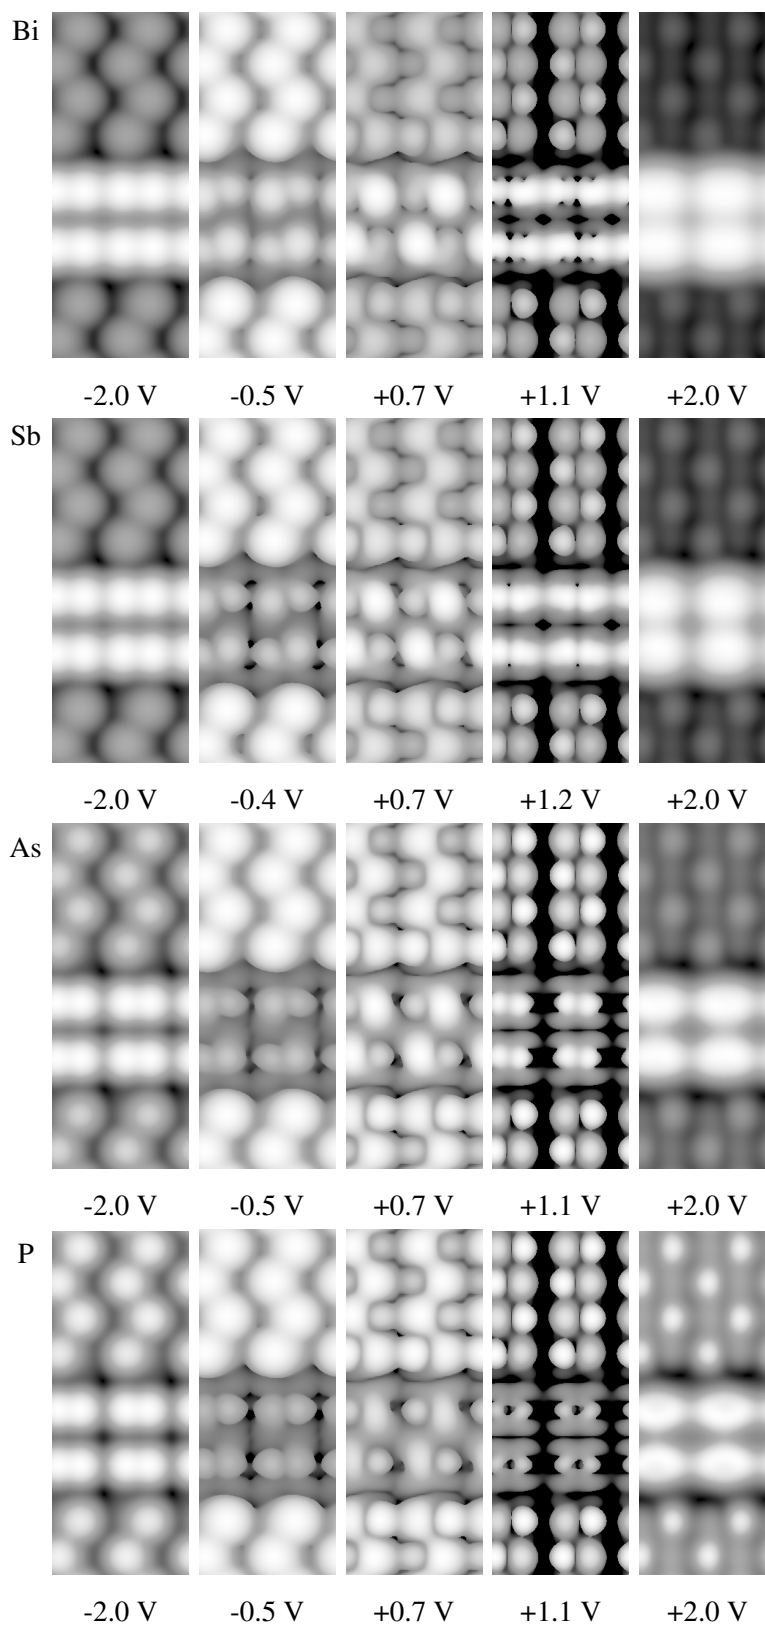 Bi
-2.0 V -0.5 V +0.7 V +1.1 V +2.0 V
Sb
-2.0 V -0.4 V +0.7 V +1.2 V +2.0 V
As
-2.0 V -0.5 V +0.7 V +1.1 V +2.0 V
P
-2.0 V -0.5 V +0.7 V +1.1 V +2.0 V